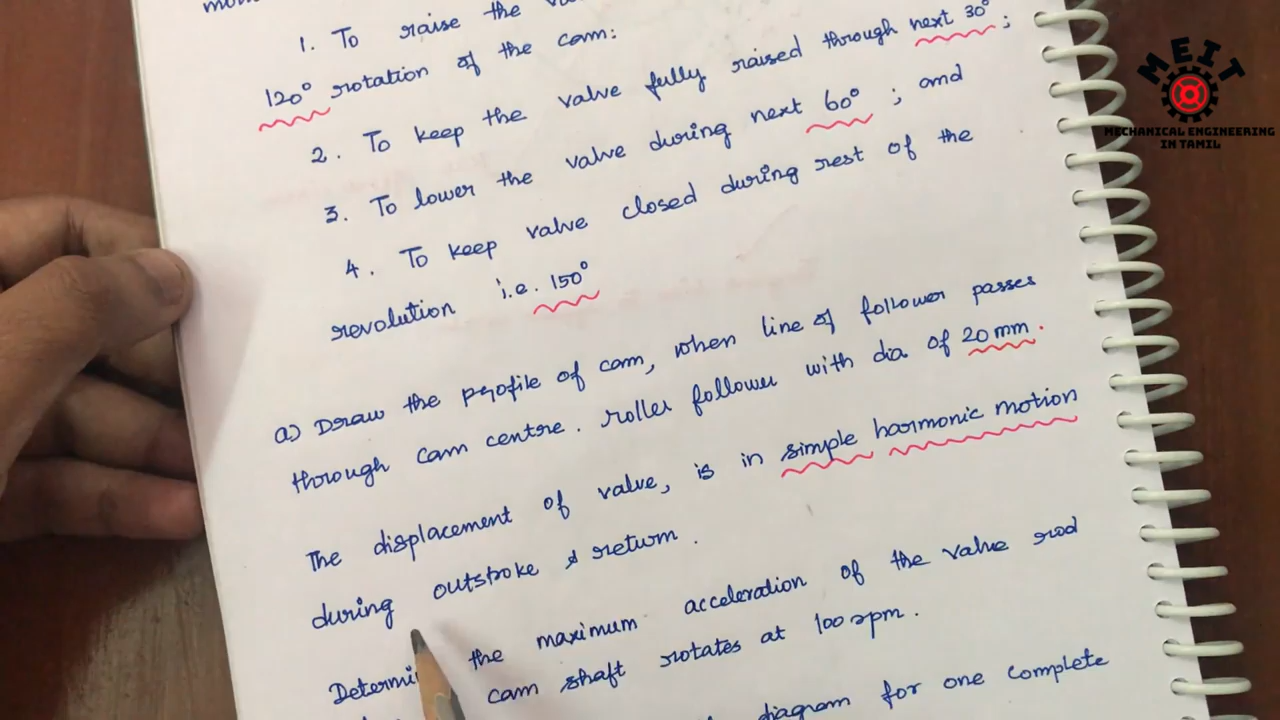 1. To raise the
120° rotation of the cam:
2. To keep the valve fully raised through next 30°;
3. To lower the valve during next 60°; and
4. To keep valve closed during rest of the
revolution i.e. 150°
a) Draw the profile of cam, when line of follower passes
through cam centre. roller follower with dia of 20 mm.
The displacement of valve, is in simple harmonic motion
during outstroke & return.
the maximum acceleration of the valve rod
cam shaft rotates at 100 rpm.
diagram for one complete
MEIT
MECHANICAL ENGINEERING
IN TAMIL